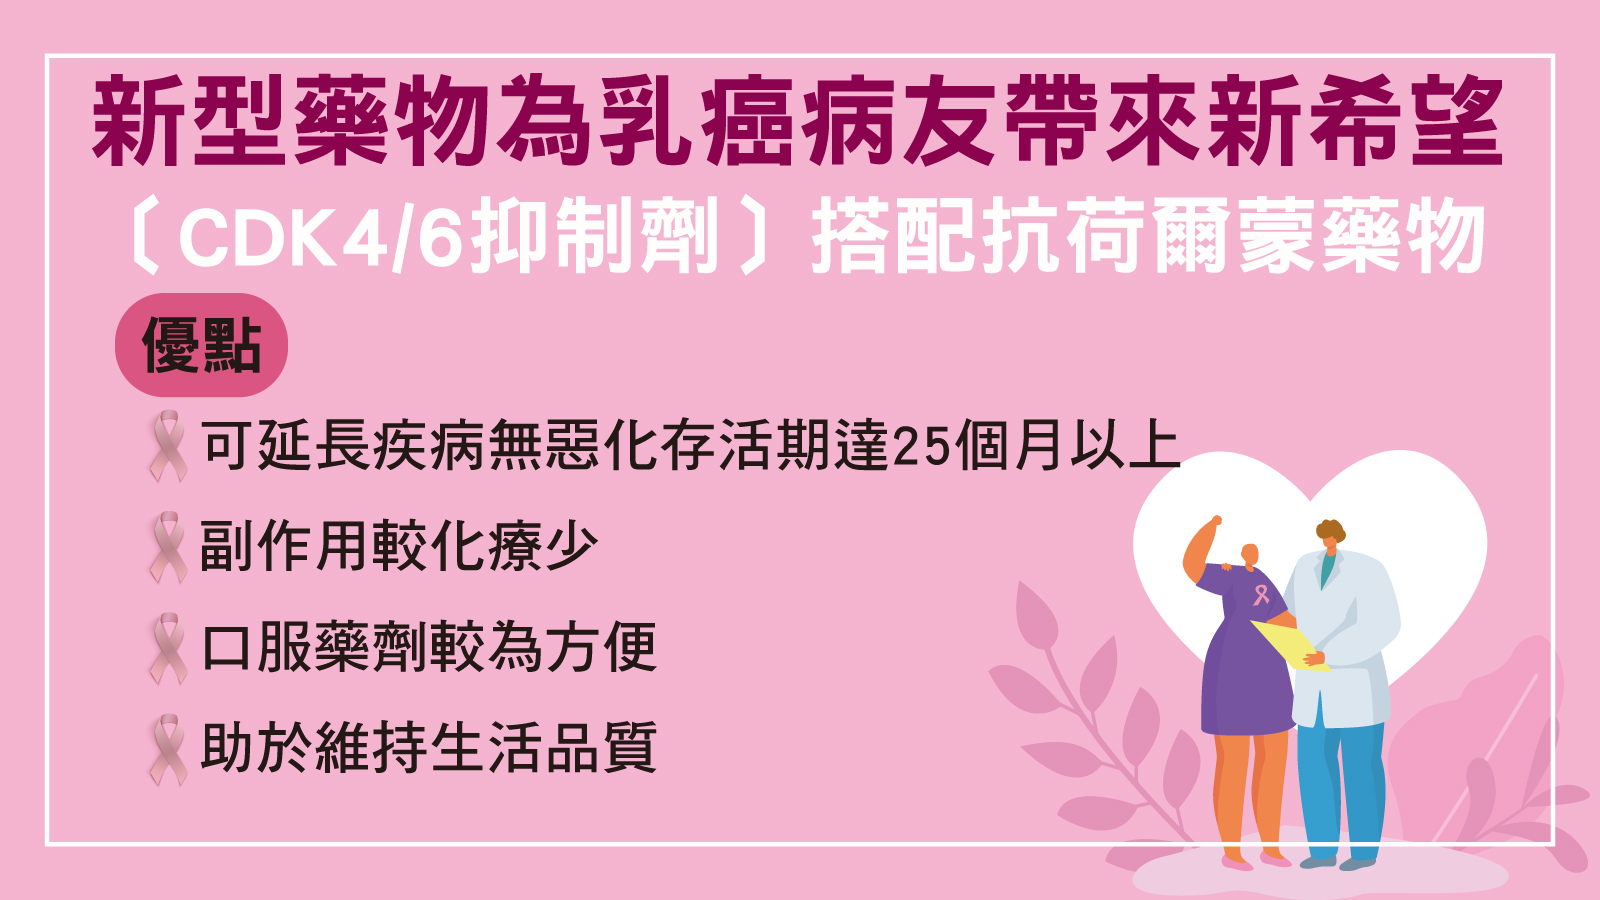 新型藥物為乳癌病友帶來新希望
〔CDK4/6抑制劑〕搭配抗荷爾蒙藥物
優點
可延長疾病無惡化存活期達25個月以上
副作用較化療少
口服藥劑較為方便
助於維持生活品質